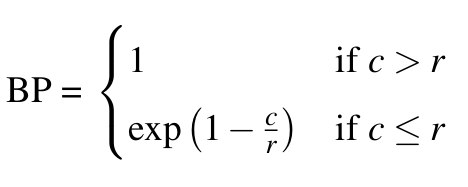 BP = { 1 if c > r
exp (1 − c/r) if c ≤ r